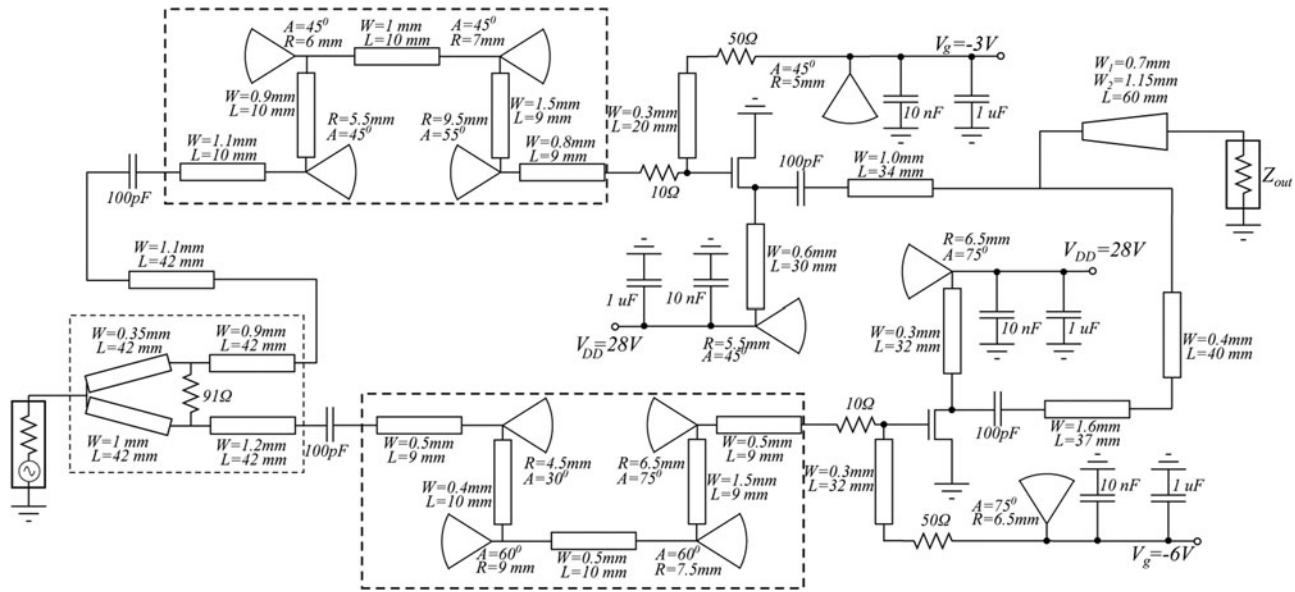 A=45⁰
R=6 mm
W=1 mm
L=10 mm
A=45⁰
R=7mm
W=0.9mm
L=10mm
R=5.5mm
A=45⁰
R=9.5mm
A=55⁰
W=1.5mm
L=9 mm
W=1.1mm
L=10 mm
W=0.8mm
L=9 mm
100pF
10Ω
W=0.3mm
L=20 mm
50Ω
A=45⁰
R=5mm
V_g=-3V
10 nF
1 uF
W₁=0.7mm
W₂=1.15mm
L=60 mm
Z_out
100pF
W=1.0mm
L=34 mm
W=0.6mm
L=30 mm
1 uF
10 nF
V_DD=28V
R=5.5mm
A=45⁰
R=6.5mm
A=75⁰
V_DD=28V
10 nF
1 uF
W=0.3mm
L=32 mm
W=0.4mm
L=40 mm
100pF
W=1.6mm
L=37 mm
W=1.1mm
L=42 mm
W=0.35mm
L=42 mm
W=0.9mm
L=42 mm
91Ω
W=1 mm
L=42 mm
W=1.2mm
L=42 mm
100pF
W=0.5mm
L=9 mm
R=4.5mm
A=30⁰
R=6.5mm
A=75⁰
W=0.5mm
L=9 mm
W=0.4mm
L=10 mm
W=1.5mm
L=9 mm
A=60⁰
R=9 mm
W=0.5mm
L=10 mm
A=60⁰
R=7.5mm
10Ω
W=0.3mm
L=32 mm
50Ω
A=75⁰
R=6.5mm
10 nF
1 uF
V_g=-6V